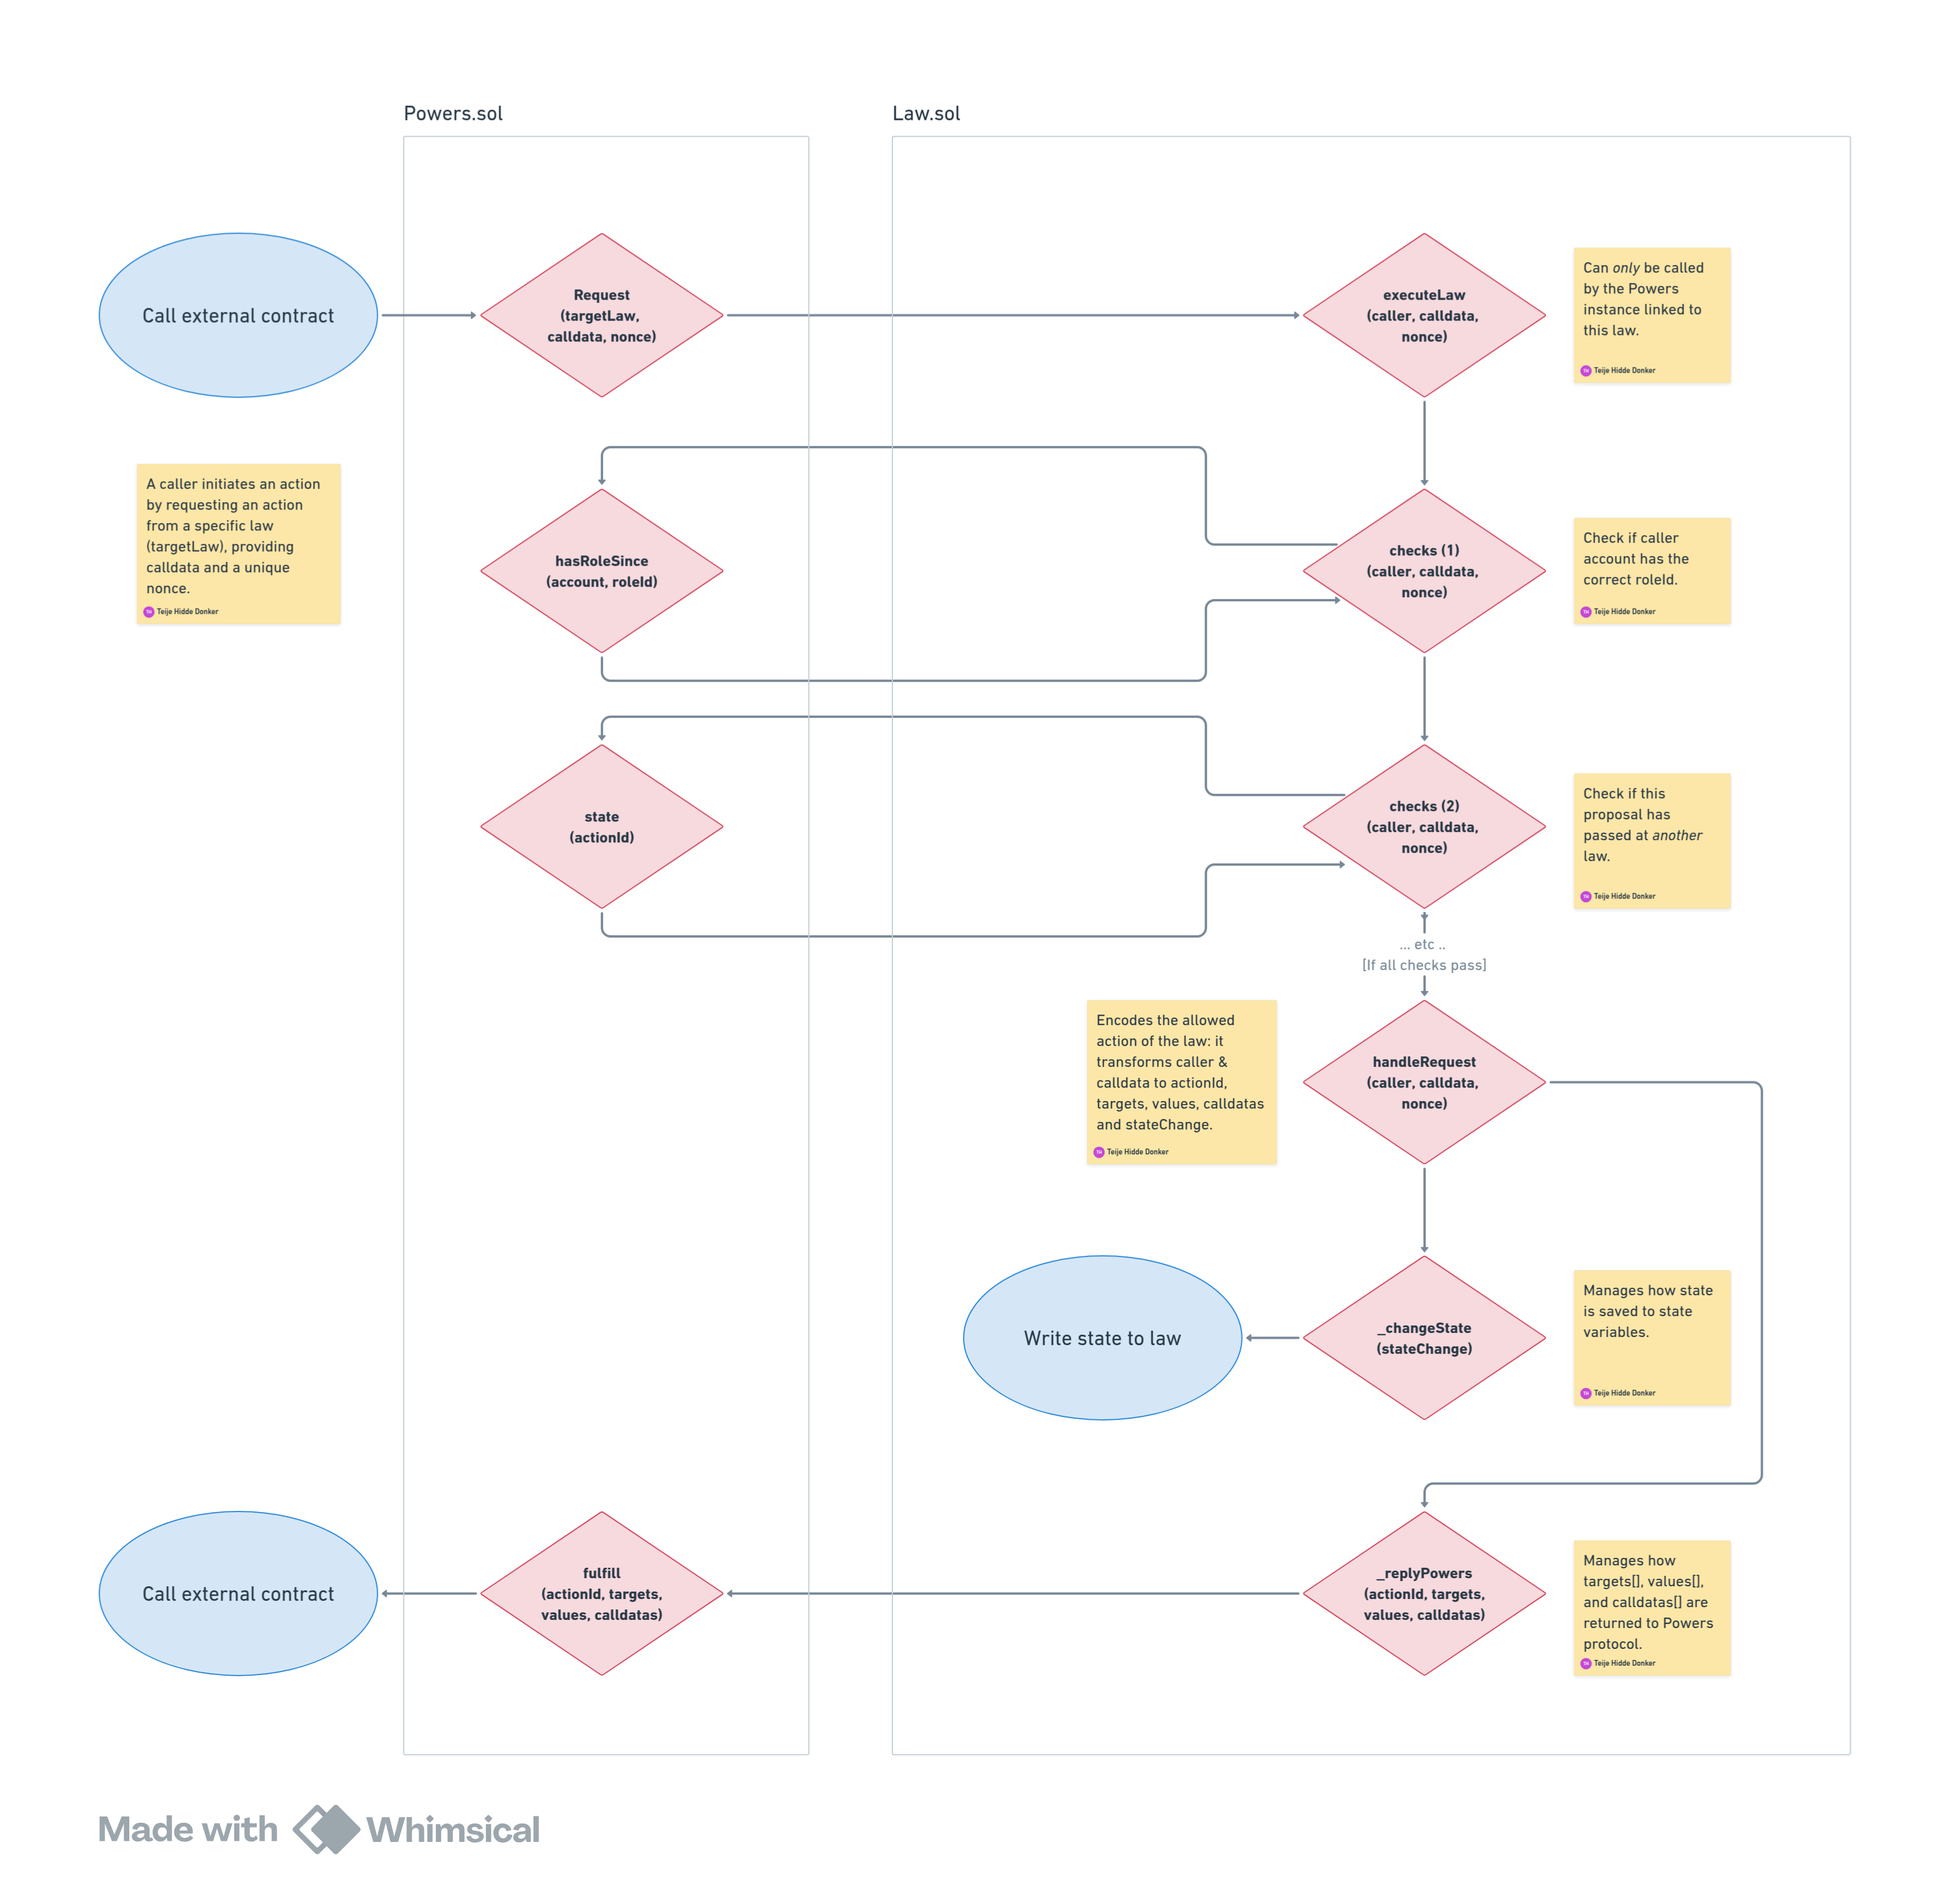 Powers.sol
Law.sol
Call external contract
Request
(targetLaw,
calldata, nonce)
executeLaw
(caller, calldata,
nonce)
Can only be called
by the Powers
instance linked to
this law.
TH Teije Hidde Donker
A caller initiates an action
by requesting an action
from a specific law
(targetLaw), providing
calldata and a unique
nonce.
TH Teije Hidde Donker
hasRoleSince
(account, roleId)
checks (1)
(caller, calldata,
nonce)
Check if caller
account has the
correct roleId.
TH Teije Hidde Donker
state
(actionId)
checks (2)
(caller, calldata,
nonce)
Check if this
proposal has
passed at another
law.
TH Teije Hidde Donker
... etc ..
[If all checks pass]
Encodes the allowed
action of the law: it
transforms caller &
calldata to actionId,
targets, values, calldatas
and stateChange.
TH Teije Hidde Donker
handleRequest
(caller, calldata,
nonce)
Write state to law
_changeState
(stateChange)
Manages how state
is saved to state
variables.
TH Teije Hidde Donker
Call external contract
fulfill
(actionId, targets,
values, calldatas)
_replyPowers
(actionId, targets,
values, calldatas)
Manages how
targets[], values[],
and calldatas[] are
returned to Powers
protocol.
TH Teije Hidde Donker
Made with Whimsical